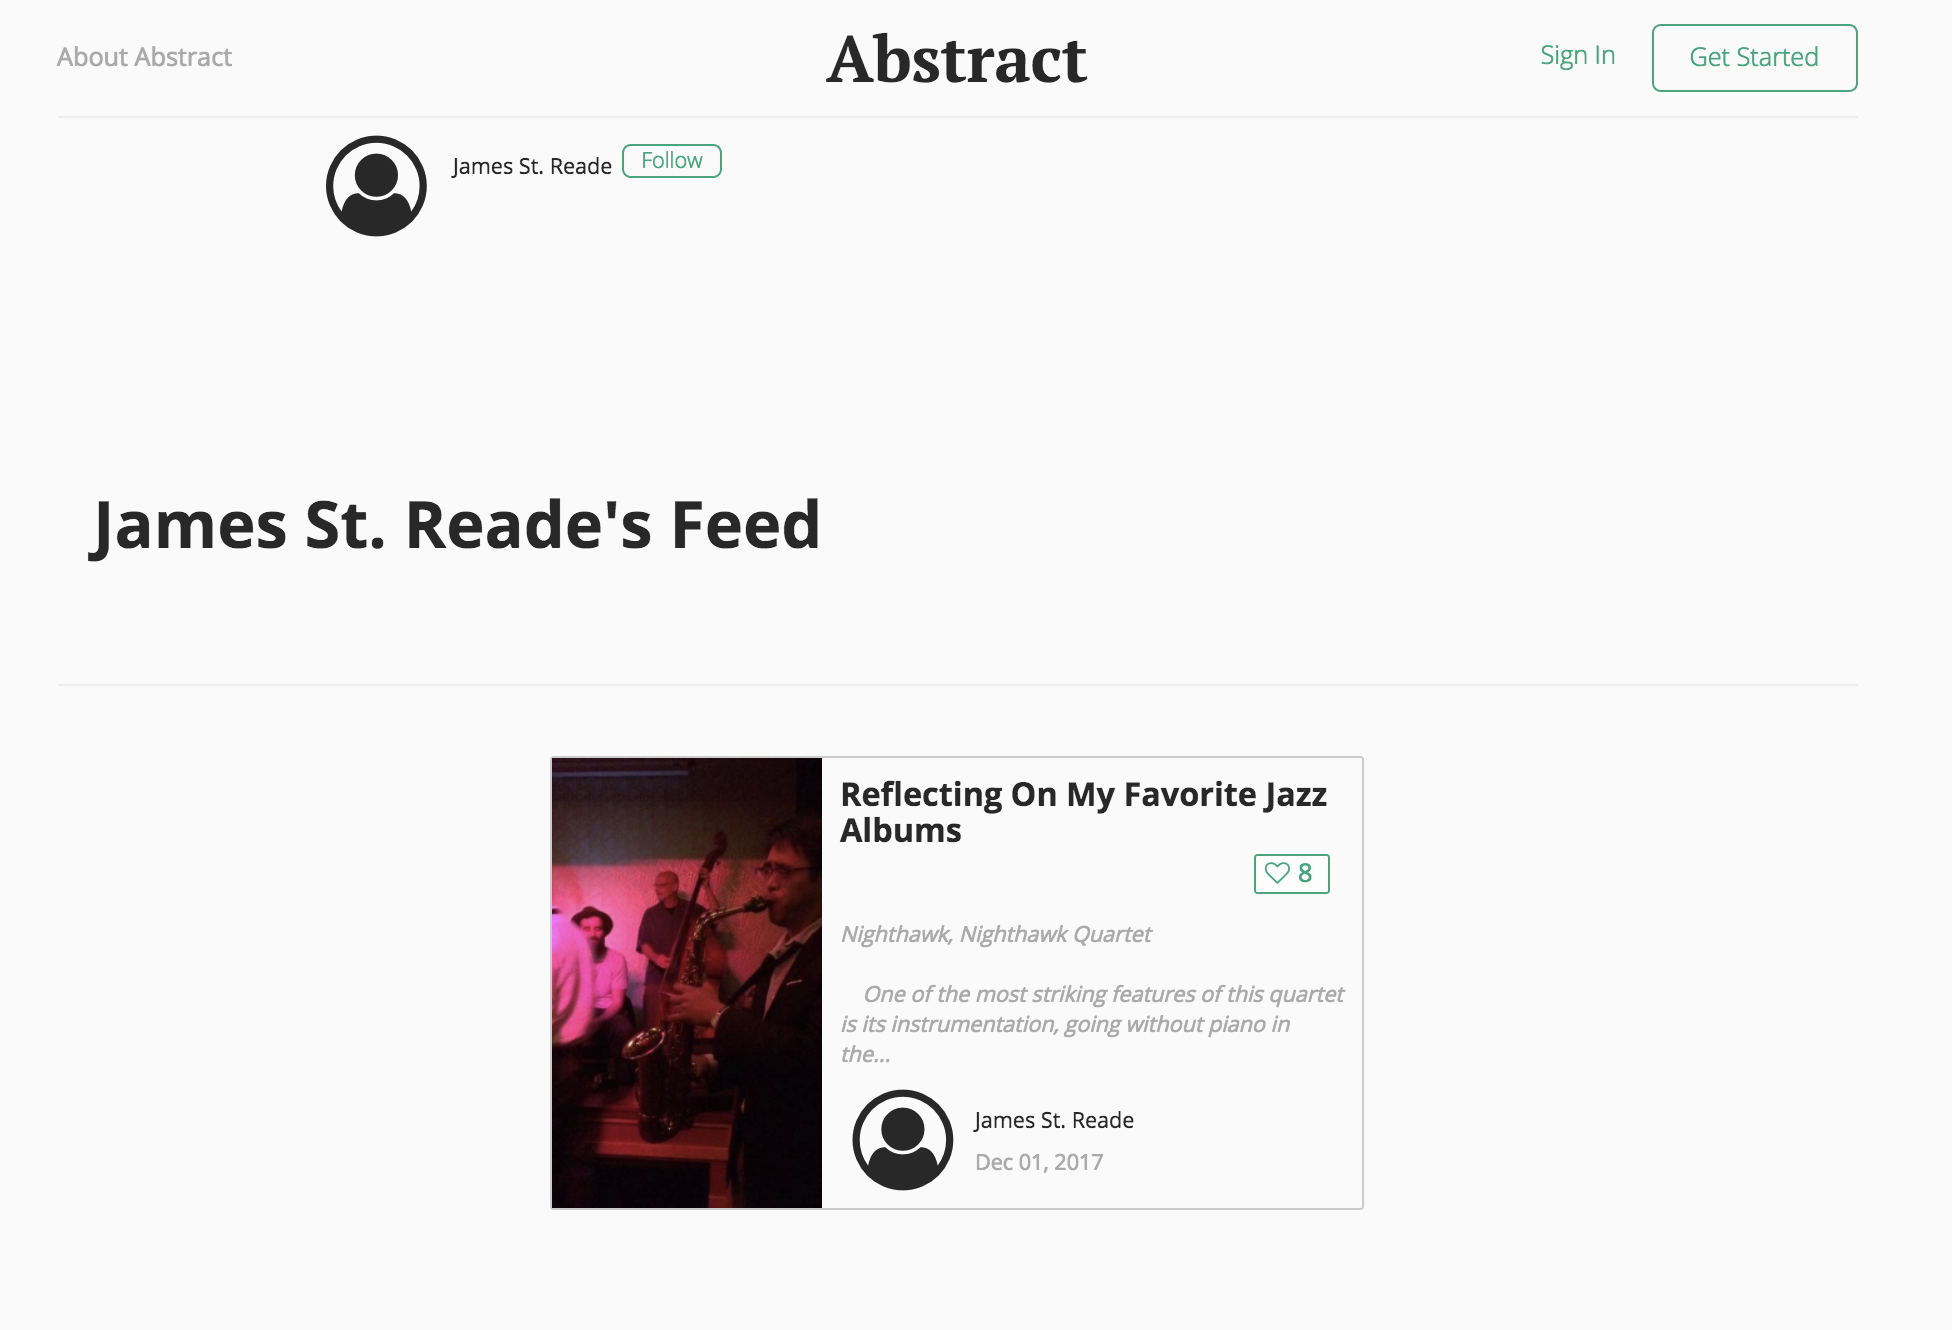 About Abstract
Abstract
Sign In
Get Started
James St. Reade
Follow
James St. Reade's Feed
Reflecting On My Favorite Jazz
Albums
8
Nighthawk, Nighthawk Quartet
One of the most striking features of this quartet
is its instrumentation, going without piano in
the...
James St. Reade
Dec 01, 2017